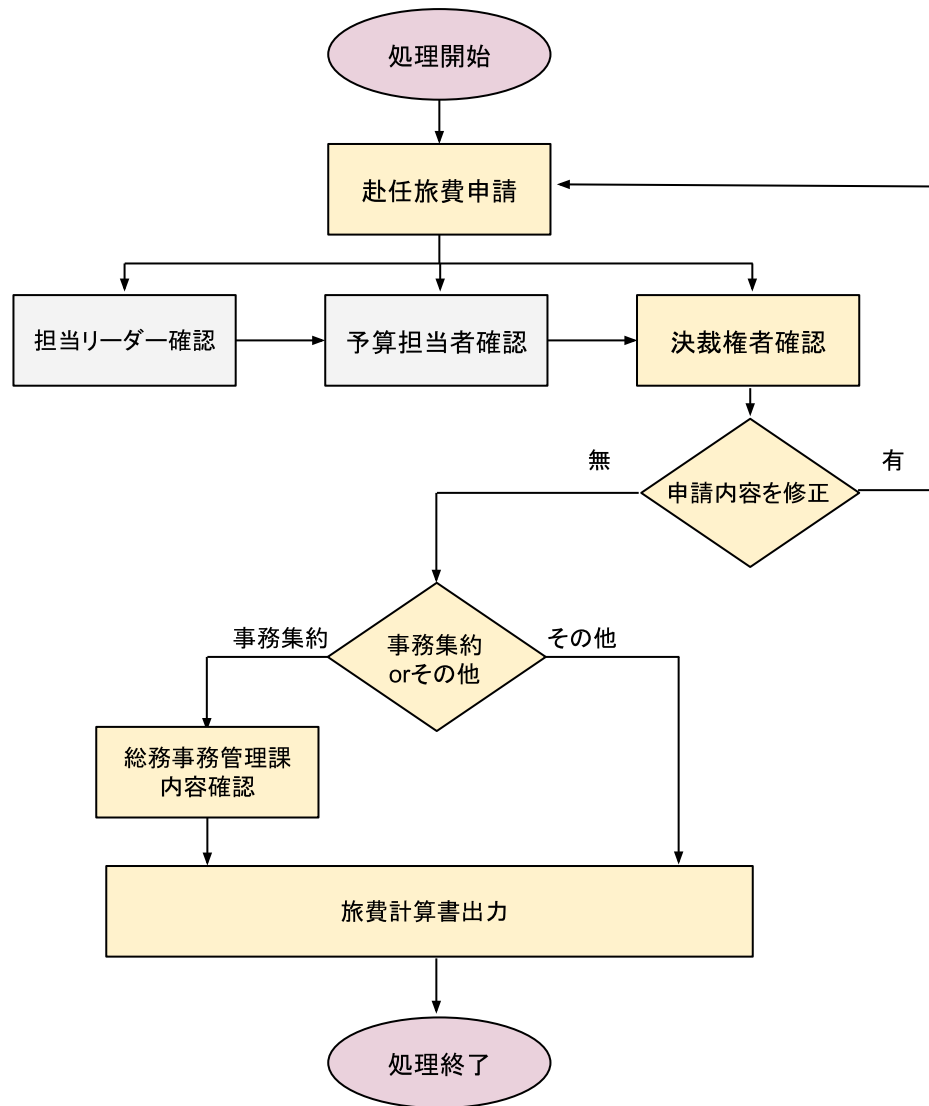 処理開始
赴任旅費申請
担当リーダー確認
予算担当者確認
決裁権者確認
無
有
申請内容を修正
事務集約
事務集約
orその他
その他
総務事務管理課
内容確認
旅費計算書出力
処理終了